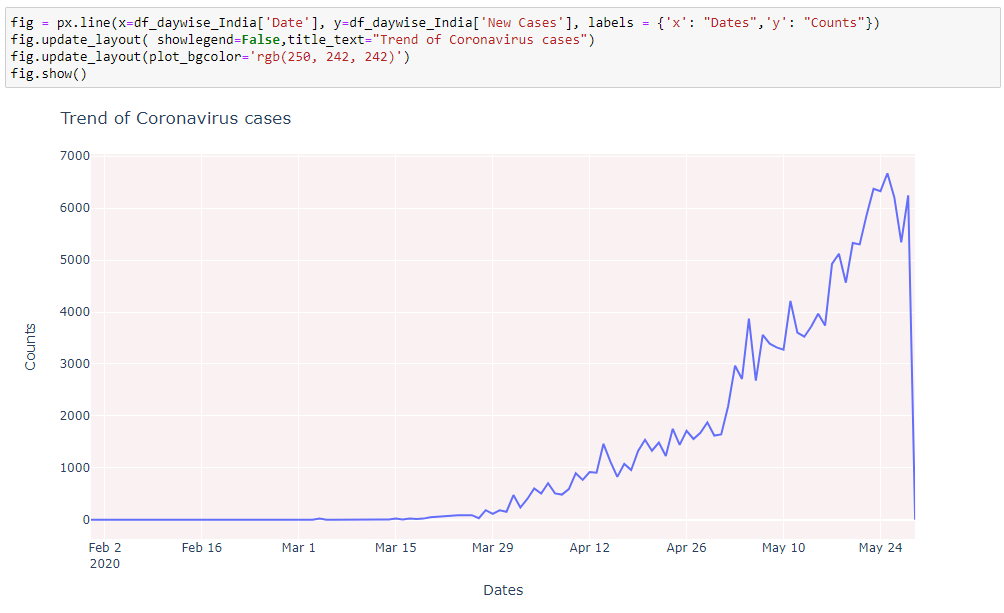 fig = px.line(x=df_daywise_India['Date'], y=df_daywise_India['New Cases'], labels = {'x': "Dates",'y': "Counts"})
fig.update_layout( showlegend=False,title_text="Trend of Coronavirus cases")
fig.update_layout(plot_bgcolor='rgb(250, 242, 242)')
fig.show()
Trend of Coronavirus cases
7000
6000
5000
4000
3000
2000
1000
0
Counts
Feb 2 Feb 16 Mar 1 Mar 15 Mar 29 Apr 12 Apr 26 May 10 May 24
2020
Dates